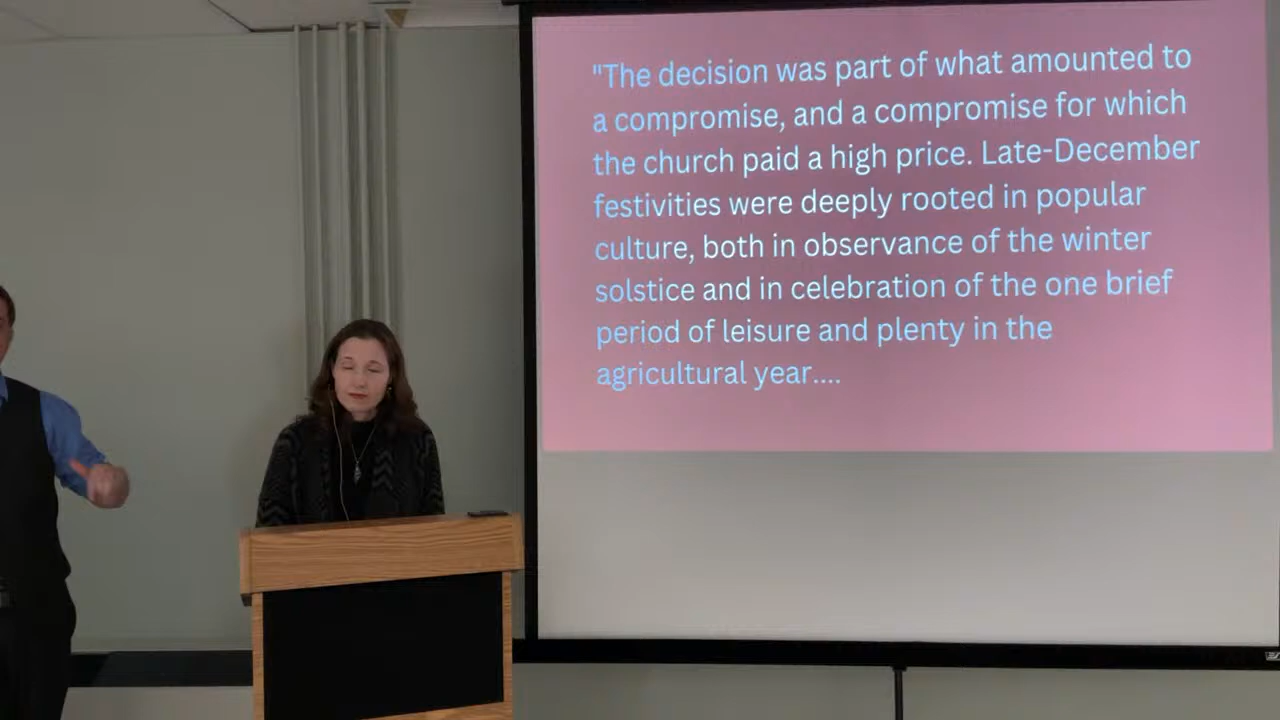 "The decision was part of what amounted to
a compromise, and a compromise for which
the church paid a high price. Late-December
festivities were deeply rooted in popular
culture, both in observance of the winter
solstice and in celebration of the one brief
period of leisure and plenty in the
agricultural year....